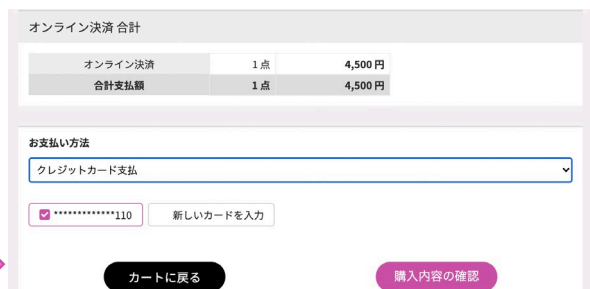 オンライン決済 合計
オンライン決済 1点 4,500円
合計支払額 1点 4,500円
お支払い方法
クレジットカード支払
*************110 新しいカードを入力
カートに戻る 購入内容の確認